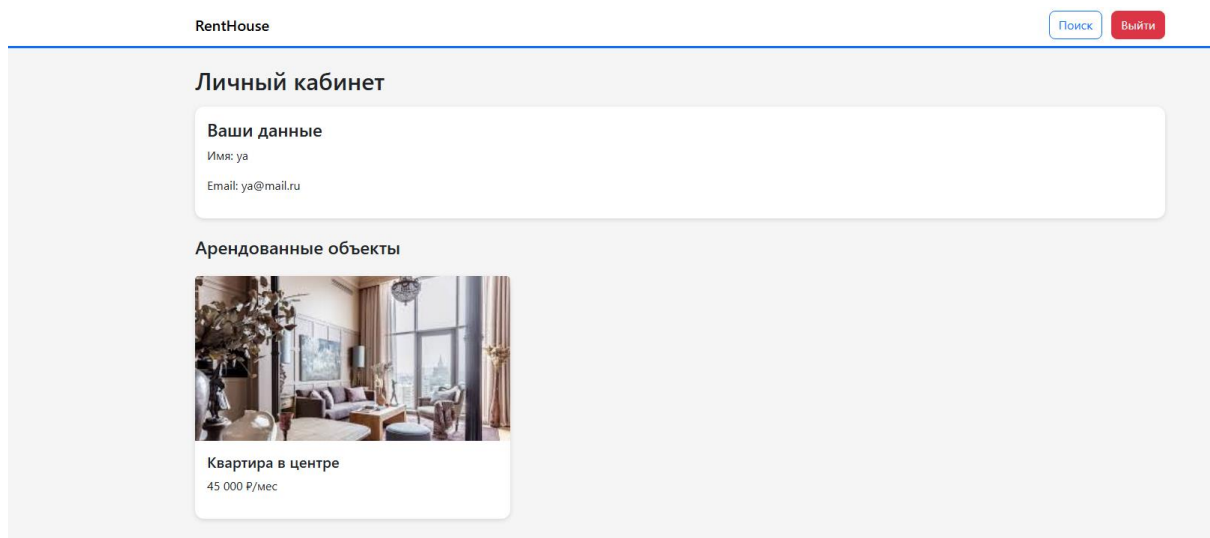 RentHouse
Поиск
Выйти
Личный кабинет
Ваши данные
Имя: ya
Email: ya@mail.ru
Арендованные объекты
Квартира в центре
45 000 ₽/мес